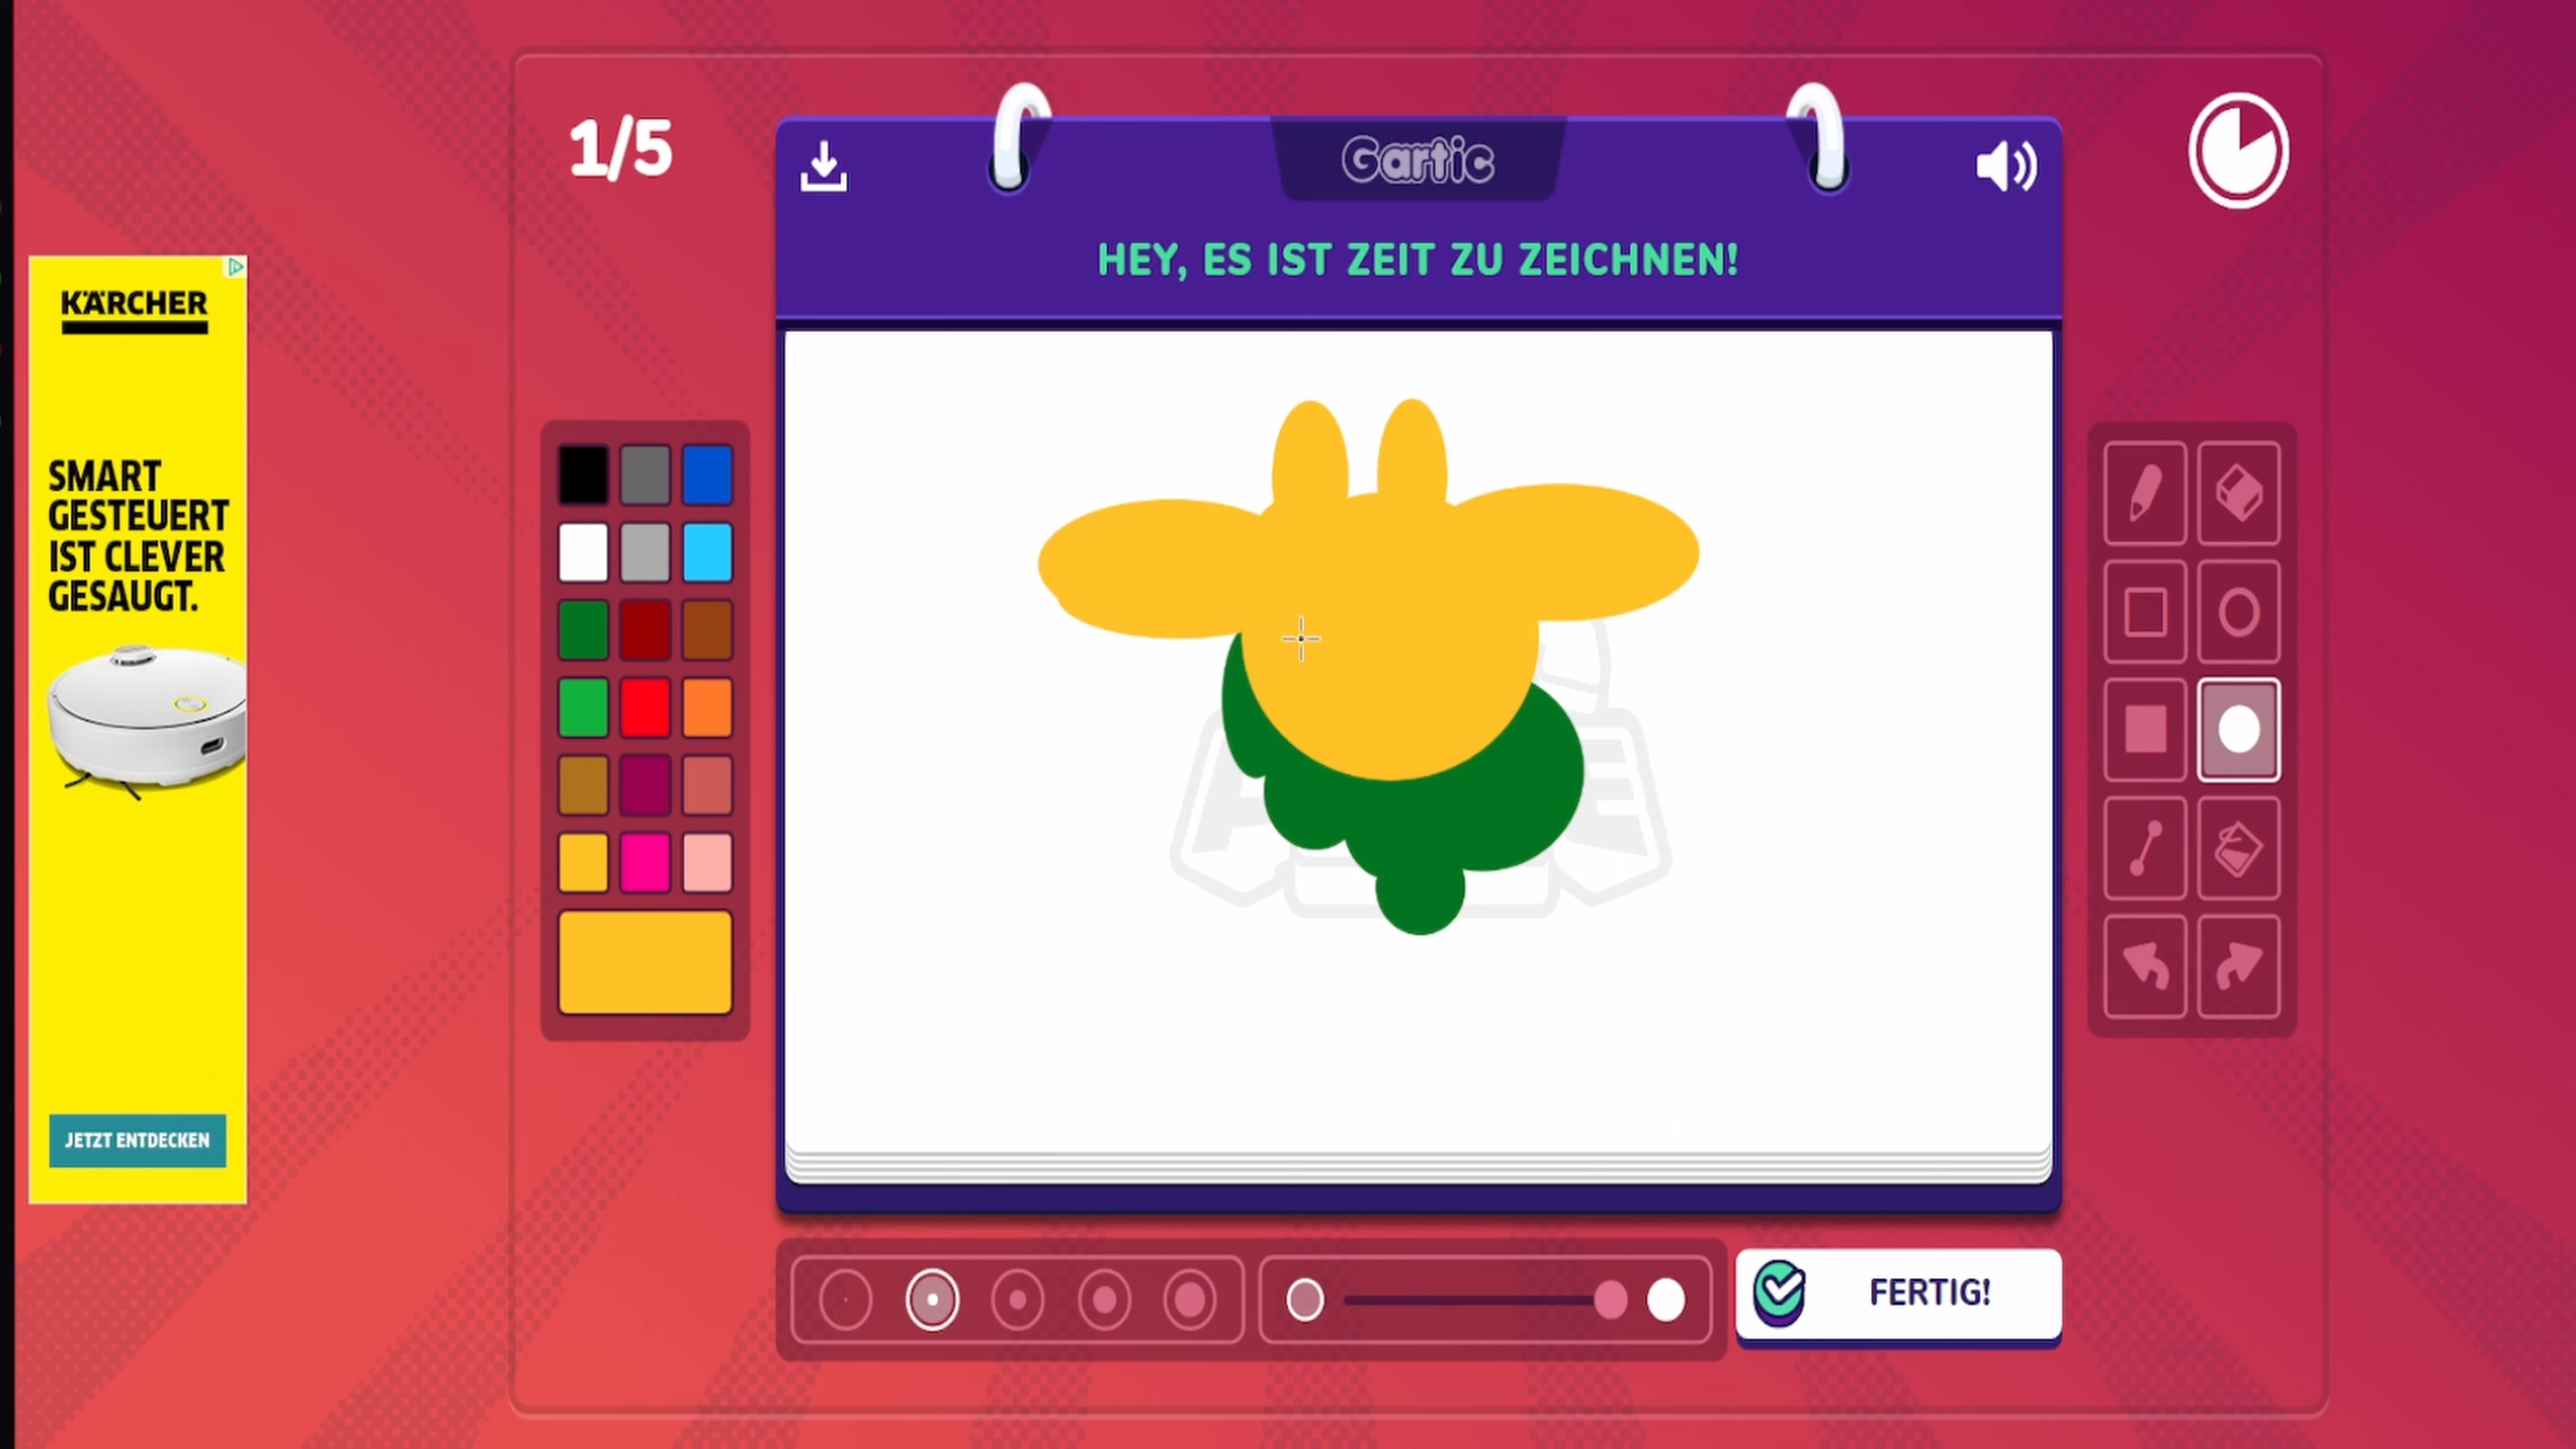 1/5
Gartic
HEY, ES IST ZEIT ZU ZEICHNEN!
KÄRCHER
SMART
GESTEUERT
IST CLEVER
GESAUGT.
JETZT ENTDECKEN
FERTIG!